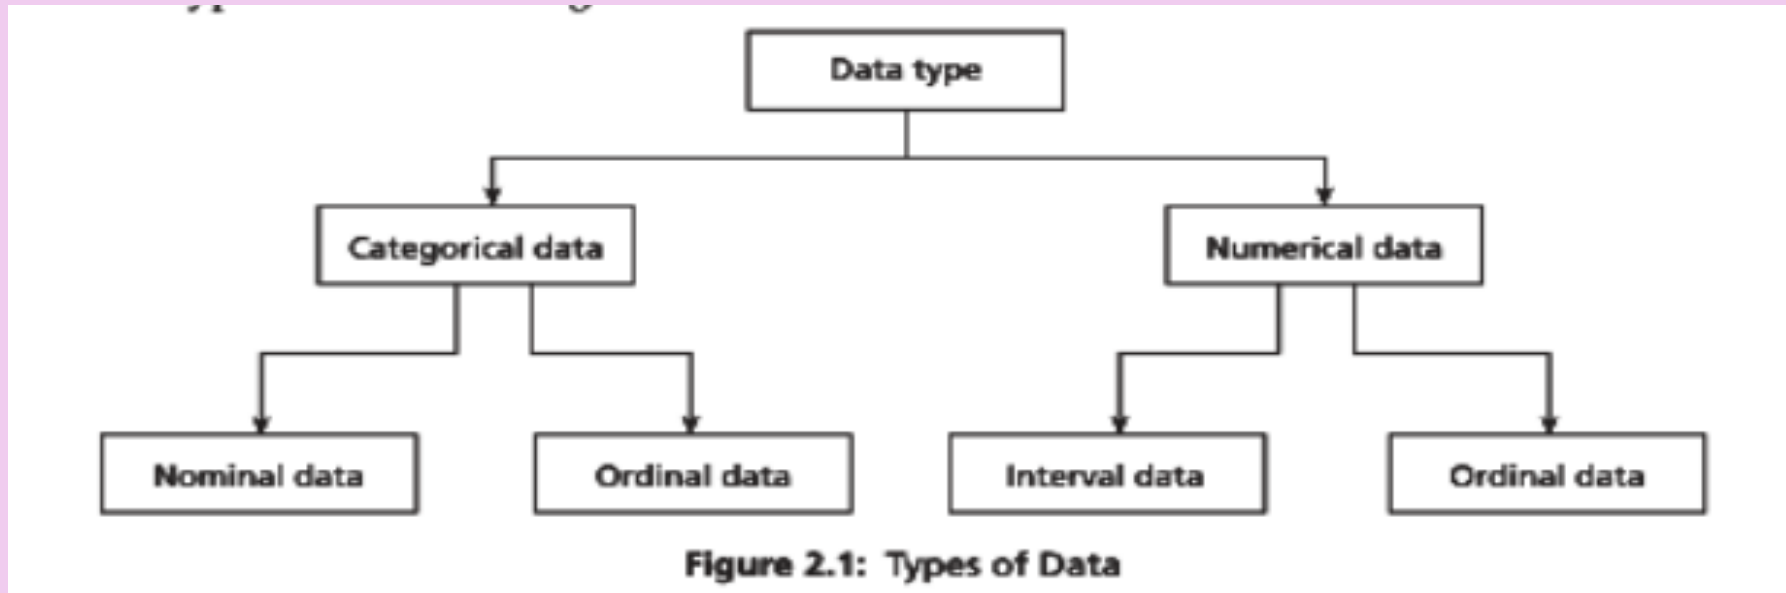 Data type
Categorical data Numerical data
Nominal data Ordinal data Interval data Ordinal data
Figure 2.1: Types of Data